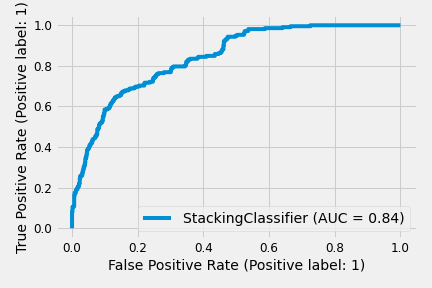 True Positive Rate (Positive label: 1)
1.0
0.8
0.6
0.4
0.2
0.0
StackingClassifier (AUC = 0.84)
0.0 0.2 0.4 0.6 0.8 1.0
False Positive Rate (Positive label: 1)